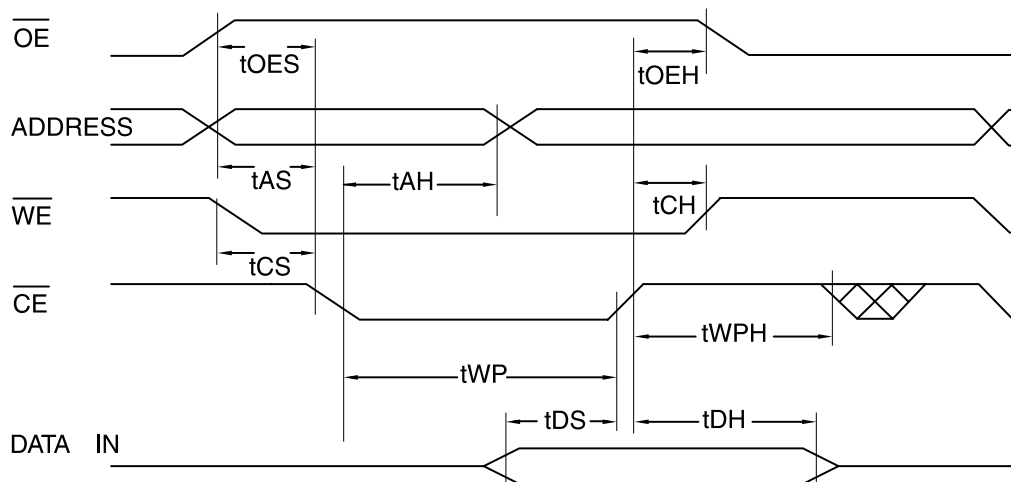 OE
tOES
tOEH
ADDRESS
tAS
tAH
tCH
WE
tCS
CE
tWPH
tWP
tDS
tDH
DATA IN